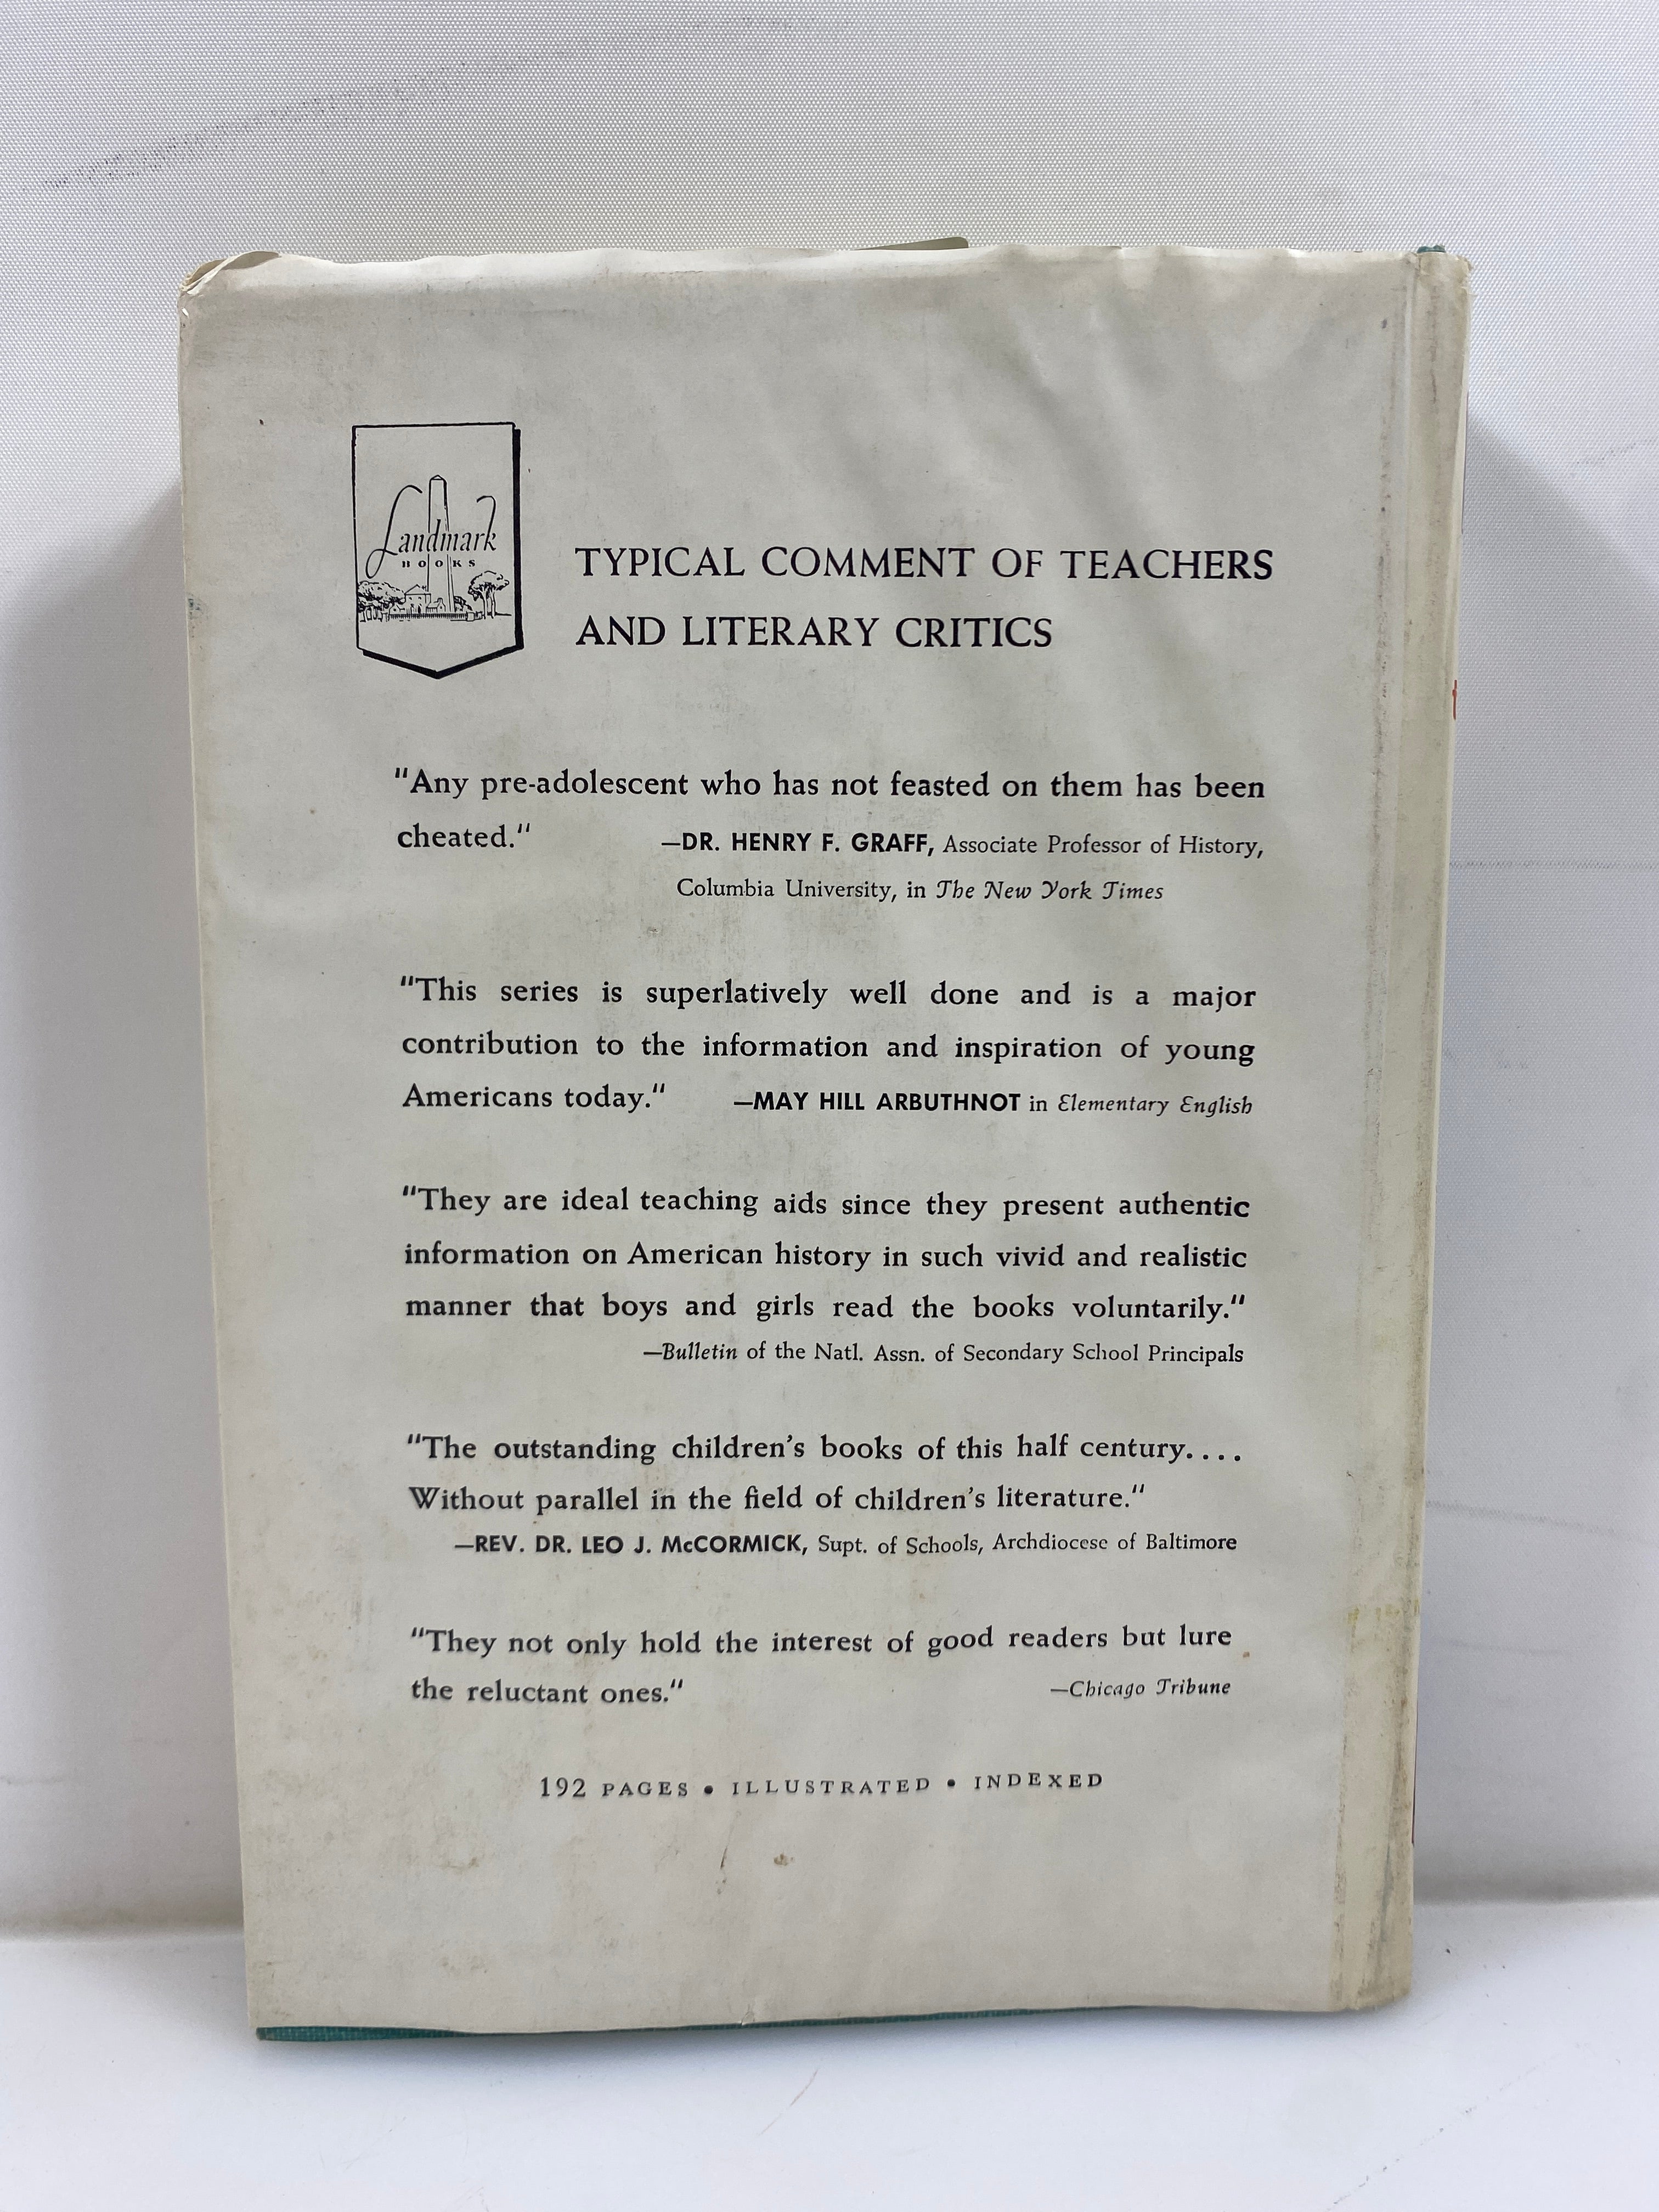 Landmark
BOOKS
TYPICAL COMMENT OF TEACHERS
AND LITERARY CRITICS
"Any pre-adolescent who has not feasted on them has been
cheated." —DR. HENRY F. GRAFF, Associate Professor of History,
Columbia University, in The New York Times
"This series is superlatively well done and is a major
contribution to the information and inspiration of young
Americans today." —MAY HILL ARBUTHNOT in Elementary English
"They are ideal teaching aids since they present authentic
information on American history in such vivid and realistic
manner that boys and girls read the books voluntarily."
—Bulletin of the Natl. Assn. of Secondary School Principals
"The outstanding children's books of this half century....
Without parallel in the field of children's literature."
—REV. DR. LEO J. McCORMICK, Supt. of Schools, Archdiocese of Baltimore
"They not only hold the interest of good readers but lure
the reluctant ones." —Chicago Tribune
192 PAGES • ILLUSTRATED • INDEXED